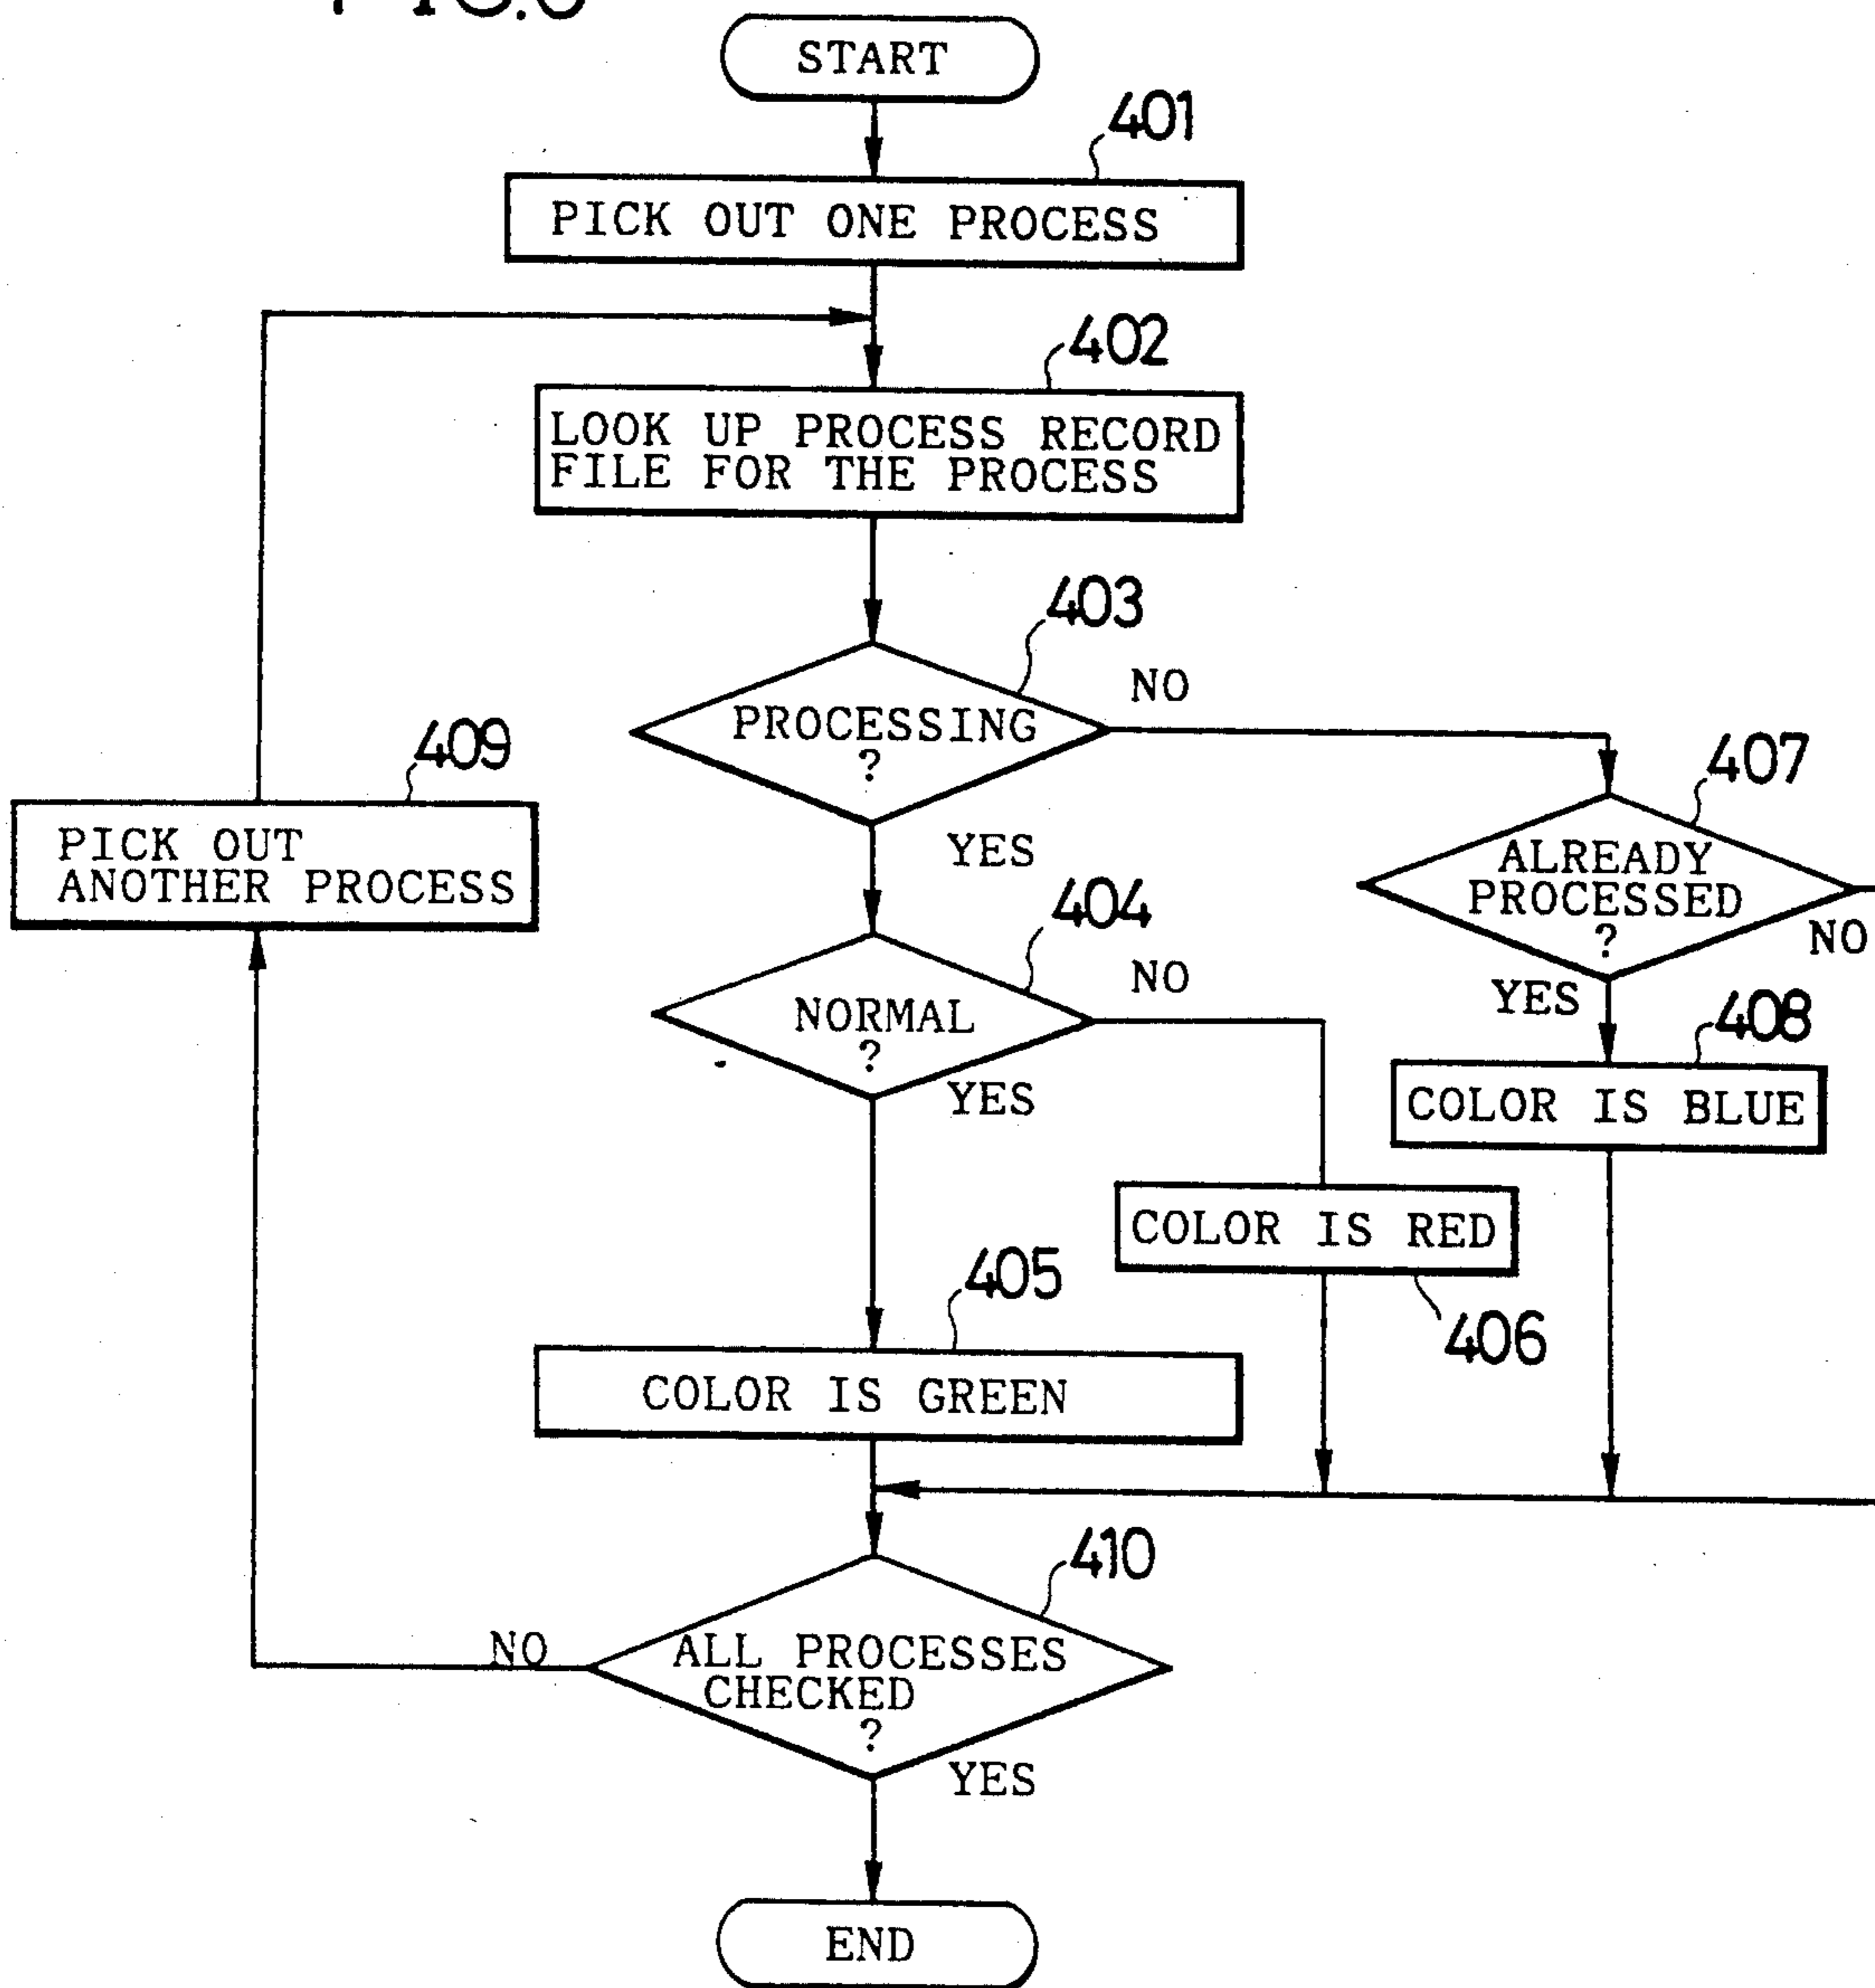 START
401
PICK OUT ONE PROCESS
402
LOOK UP PROCESS RECORD
FILE FOR THE PROCESS
403
PROCESSING
?
NO
YES
409
PICK OUT
ANOTHER PROCESS
407
ALREADY
PROCESSED
?
NO
YES
404
NORMAL
?
NO
YES
408
COLOR IS BLUE
COLOR IS RED
406
405
COLOR IS GREEN
410
ALL PROCESSES
CHECKED
?
NO
YES
END